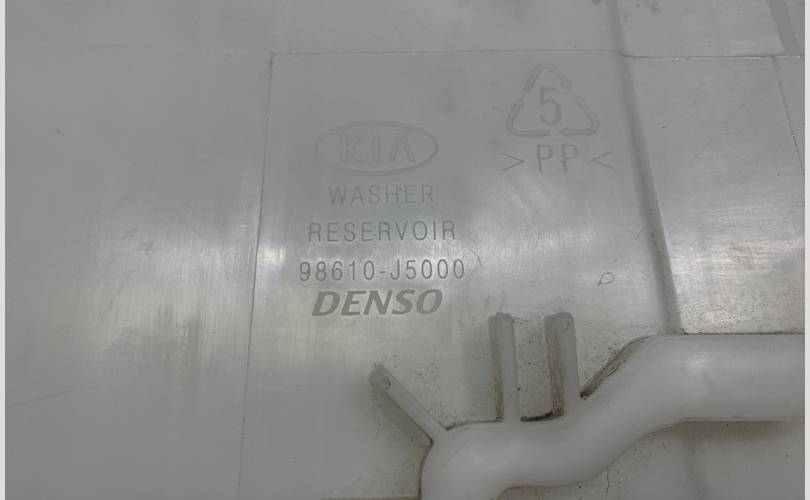 KIA
WASHER
RESERVOIR
98610-J5000
DENSO
5
>PP<